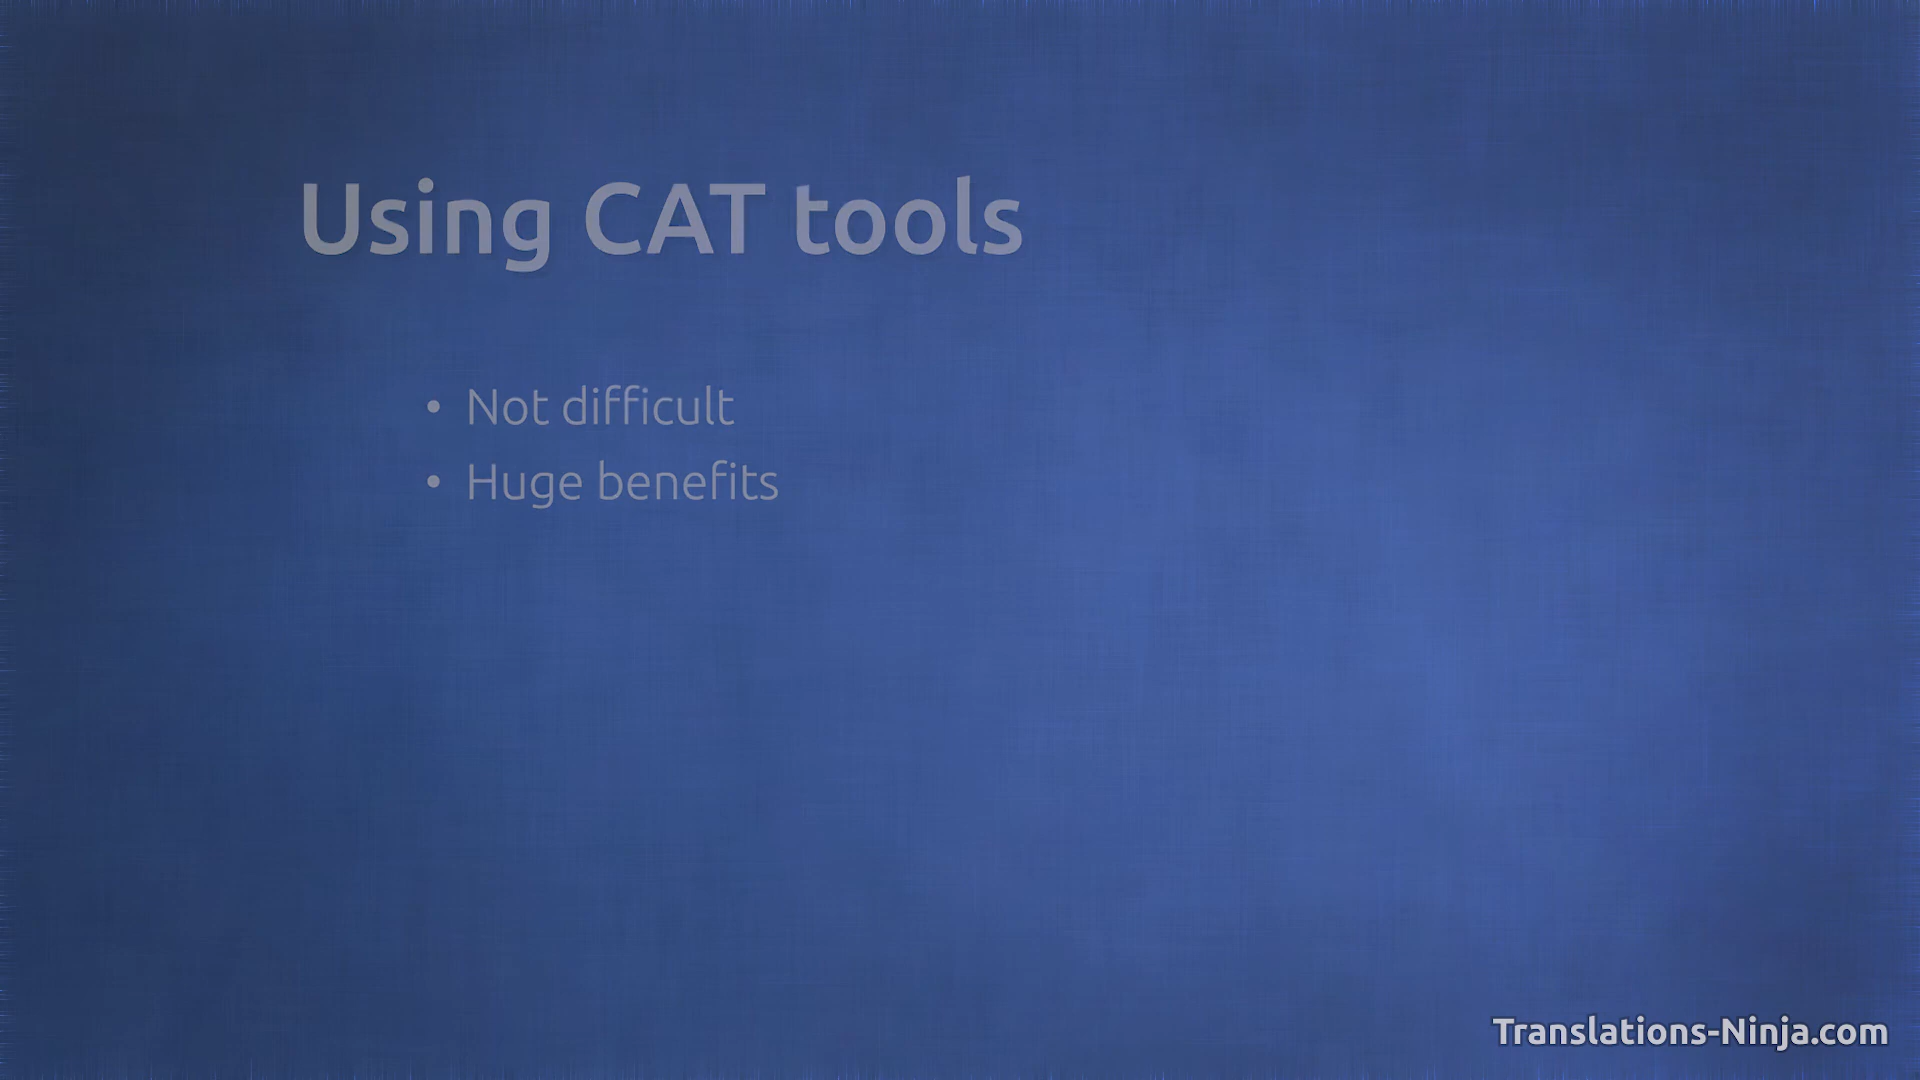 Using CAT tools
• Not difficult
• Huge benefits
Translations-Ninja.com